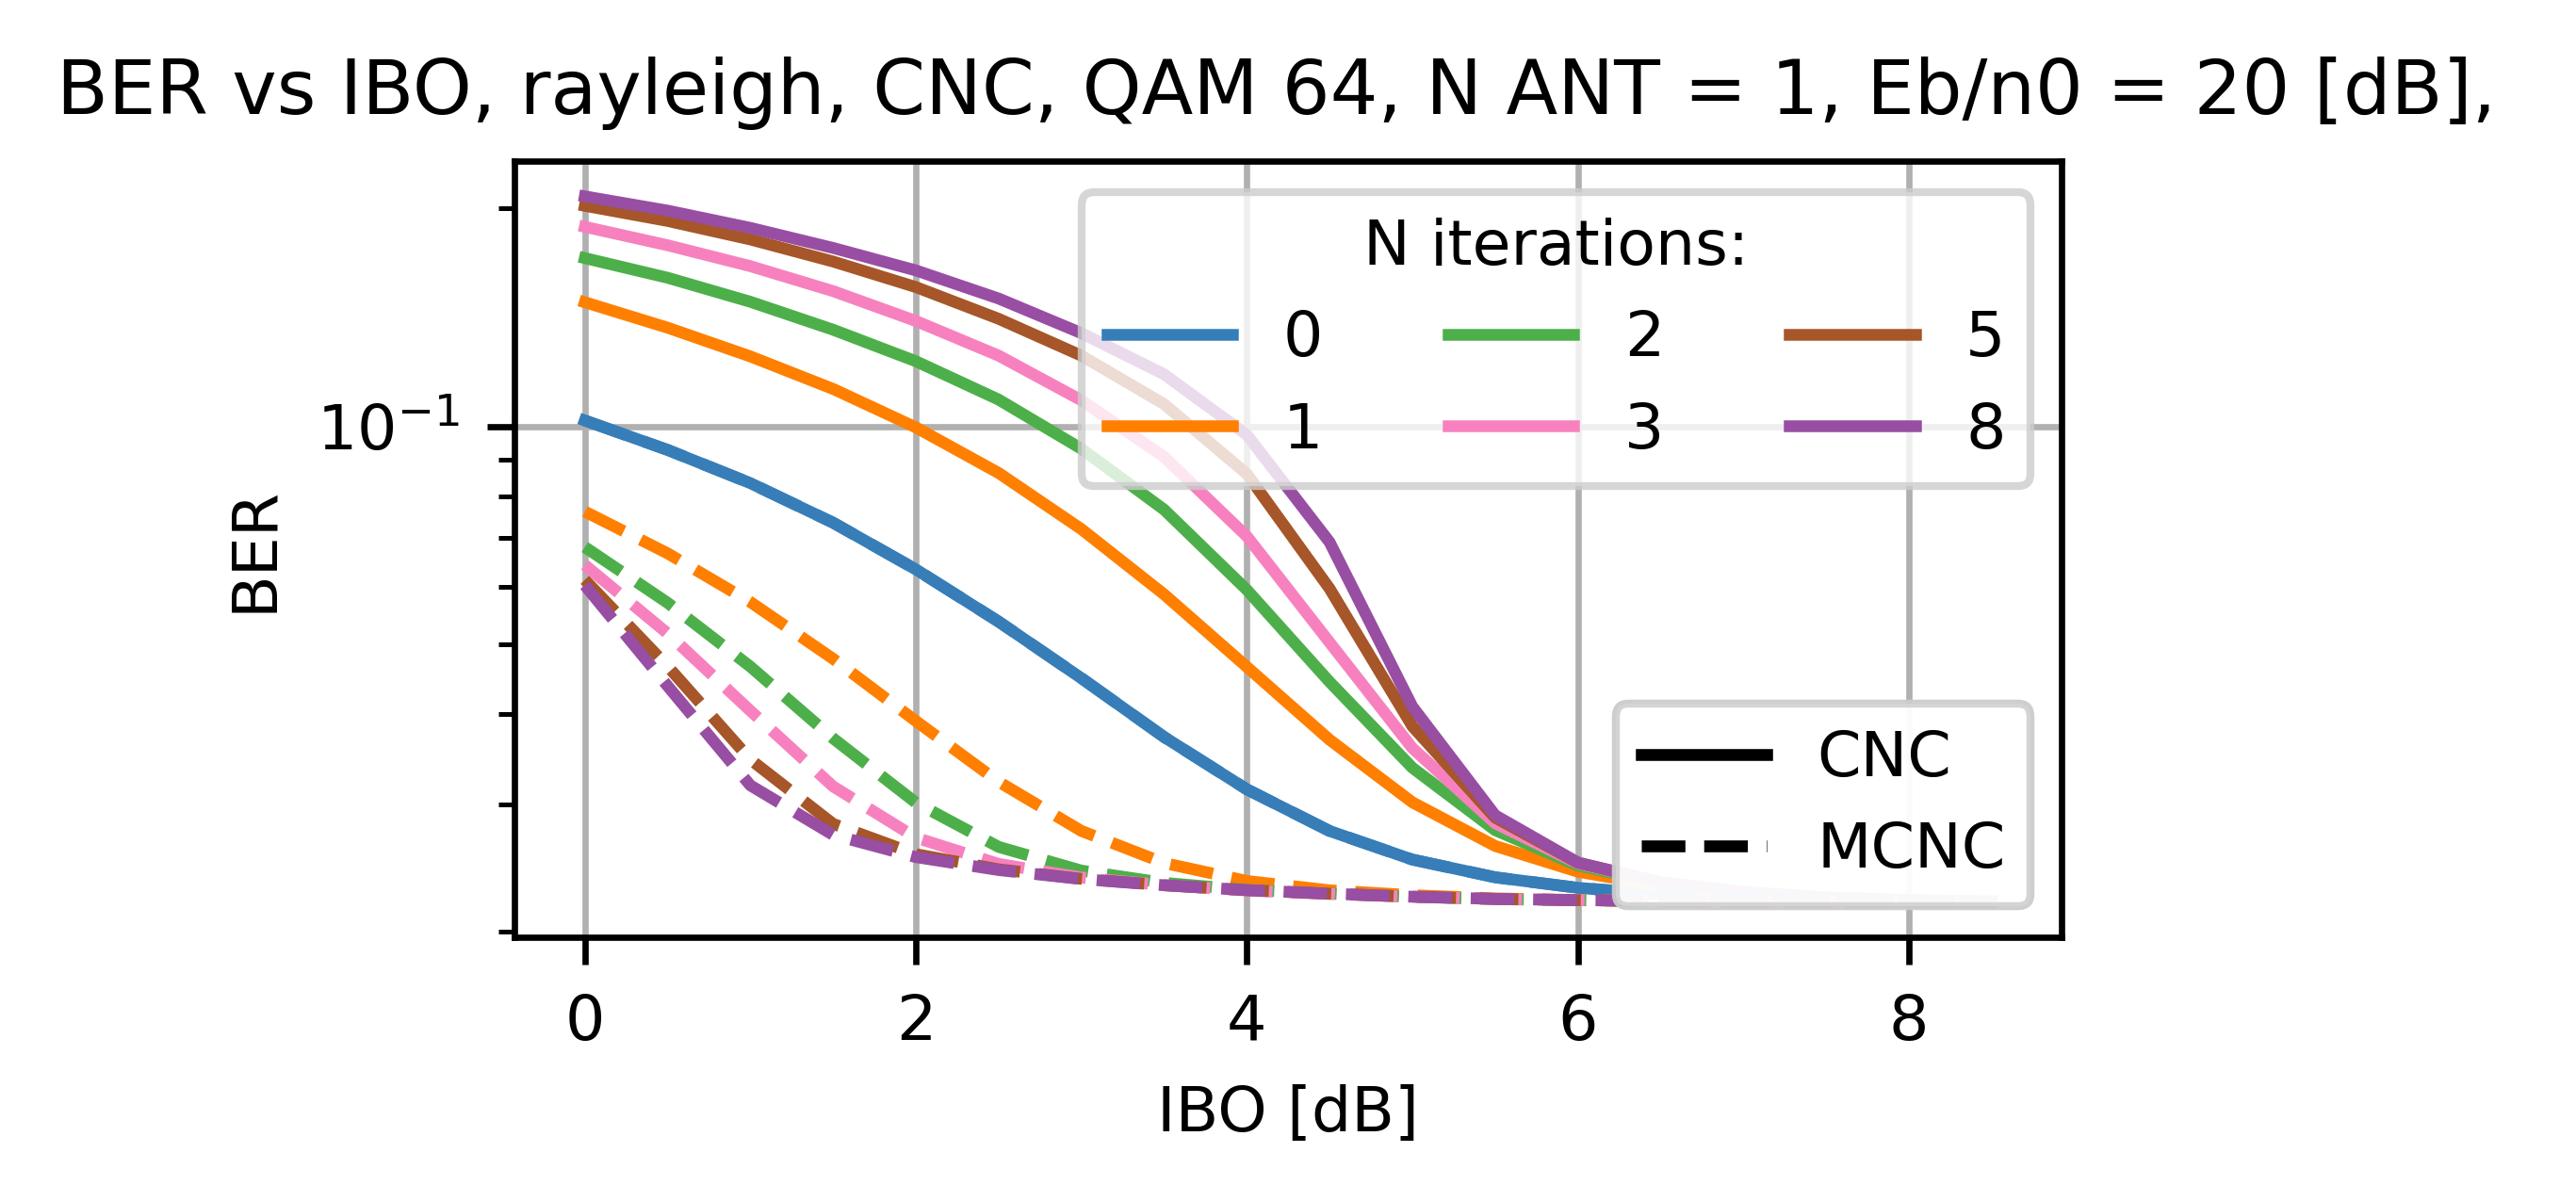 BER vs IBO, rayleigh, CNC, QAM 64, N ANT = 1, Eb/n0 = 20 [dB],
N iterations:
0 2 5
1 3 8
10⁻¹
BER
CNC
MCNC
0 2 4 6 8
IBO [dB]